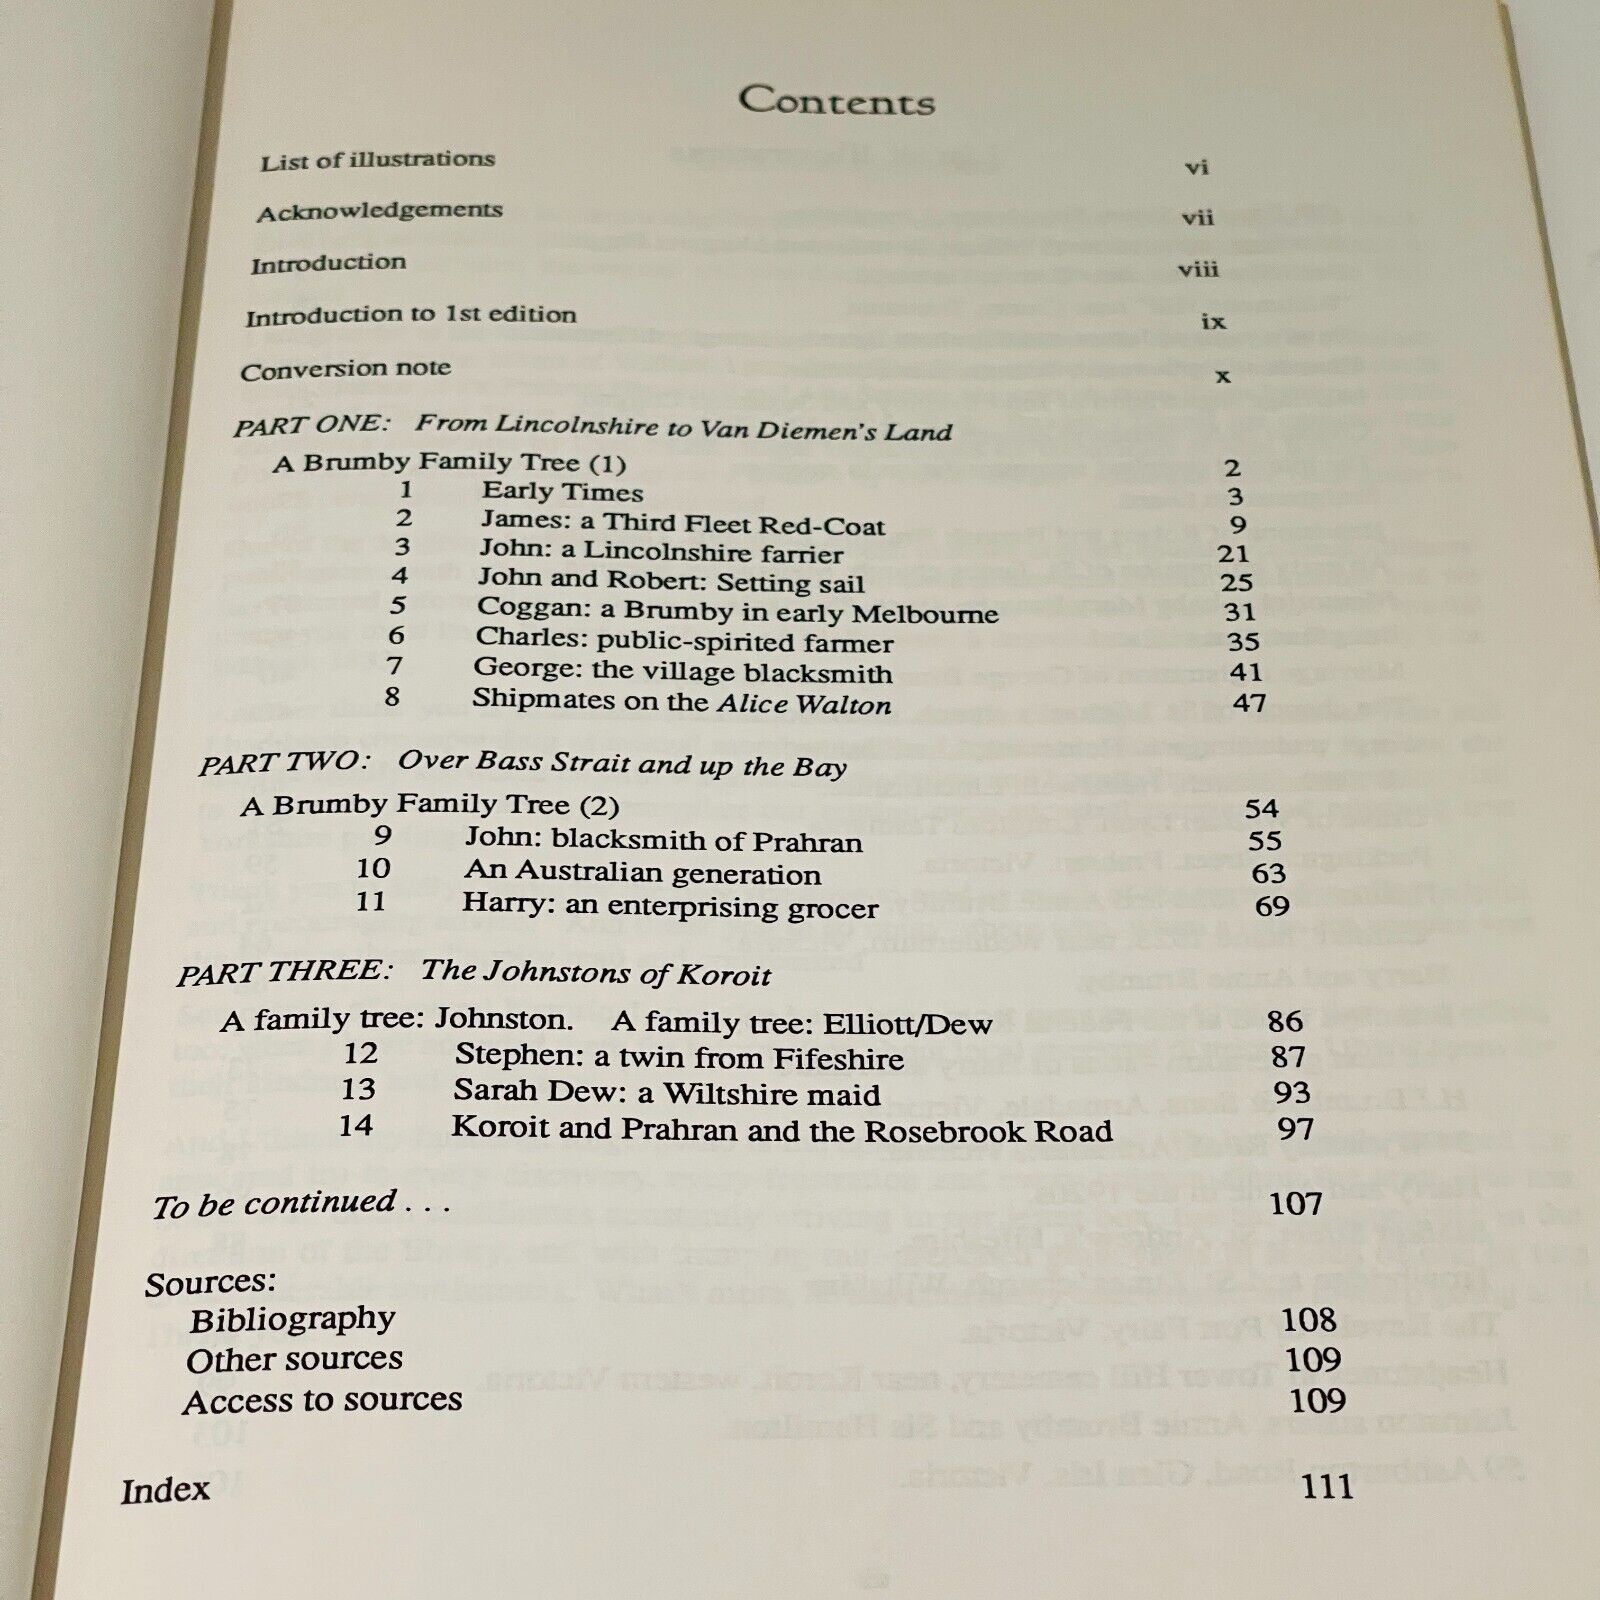 Contents
List of illustrations vi
Acknowledgements vii
Introduction viii
Introduction to 1st edition ix
Conversion note x
PART ONE: From Lincolnshire to Van Diemen's Land
A Brumby Family Tree (1) 2
1 Early Times 3
2 James: a Third Fleet Red-Coat 9
3 John: a Lincolnshire farrier 21
4 John and Robert: Setting sail 25
5 Coggan: a Brumby in early Melbourne 31
6 Charles: public-spirited farmer 35
7 George: the village blacksmith 41
8 Shipmates on the Alice Walton 47
PART TWO: Over Bass Strait and up the Bay
A Brumby Family Tree (2) 54
9 John: blacksmith of Prahran 55
10 An Australian generation 63
11 Harry: an enterprising grocer 69
PART THREE: The Johnstons of Koroit
A family tree: Johnston. A family tree: Elliott/Dew 86
12 Stephen: a twin from Fifeshire 87
13 Sarah Dew: a Wiltshire maid 93
14 Koroit and Prahran and the Rosebrook Road 97
To be continued . . . 107
Sources:
Bibliography 108
Other sources 109
Access to sources 109
Index 111